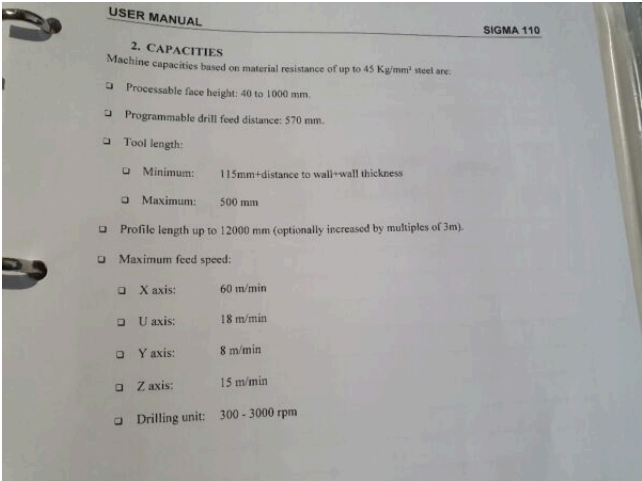 USER MANUAL
SIGMA 110
2. CAPACITIES
Machine capacities based on material resistance of up to 45 Kg/mm² steel are:
❑ Processable face height: 40 to 1000 mm.
❑ Programmable drill feed distance: 570 mm.
❑ Tool length:
❑ Minimum: 115mm+distance to wall+wall thickness
❑ Maximum: 500 mm
❑ Profile length up to 12000 mm (optionally increased by multiples of 3m).
❑ Maximum feed speed:
❑ X axis: 60 m/min
❑ U axis: 18 m/min
❑ Y axis: 8 m/min
❑ Z axis: 15 m/min
❑ Drilling unit: 300 - 3000 rpm